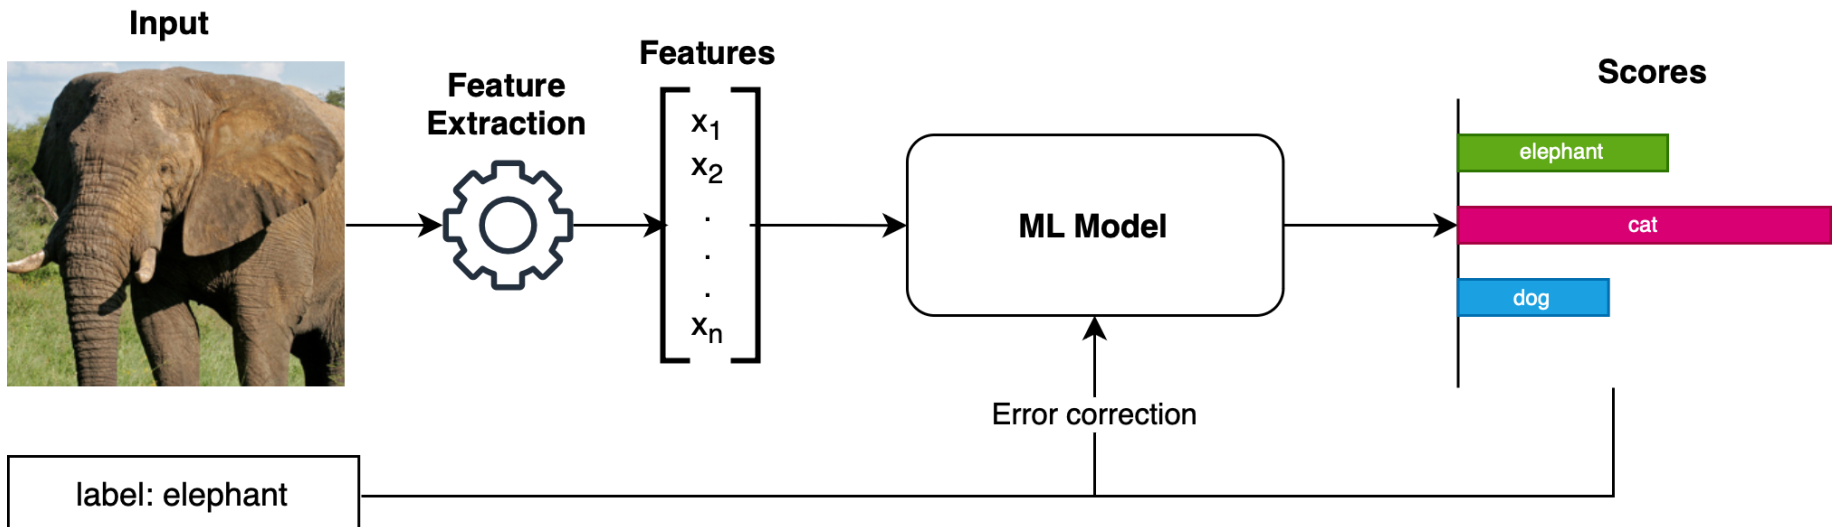 Input
Feature
Extraction
Features
x1
x2
.
.
.
xn
ML Model
Scores
elephant
cat
dog
Error correction
label: elephant